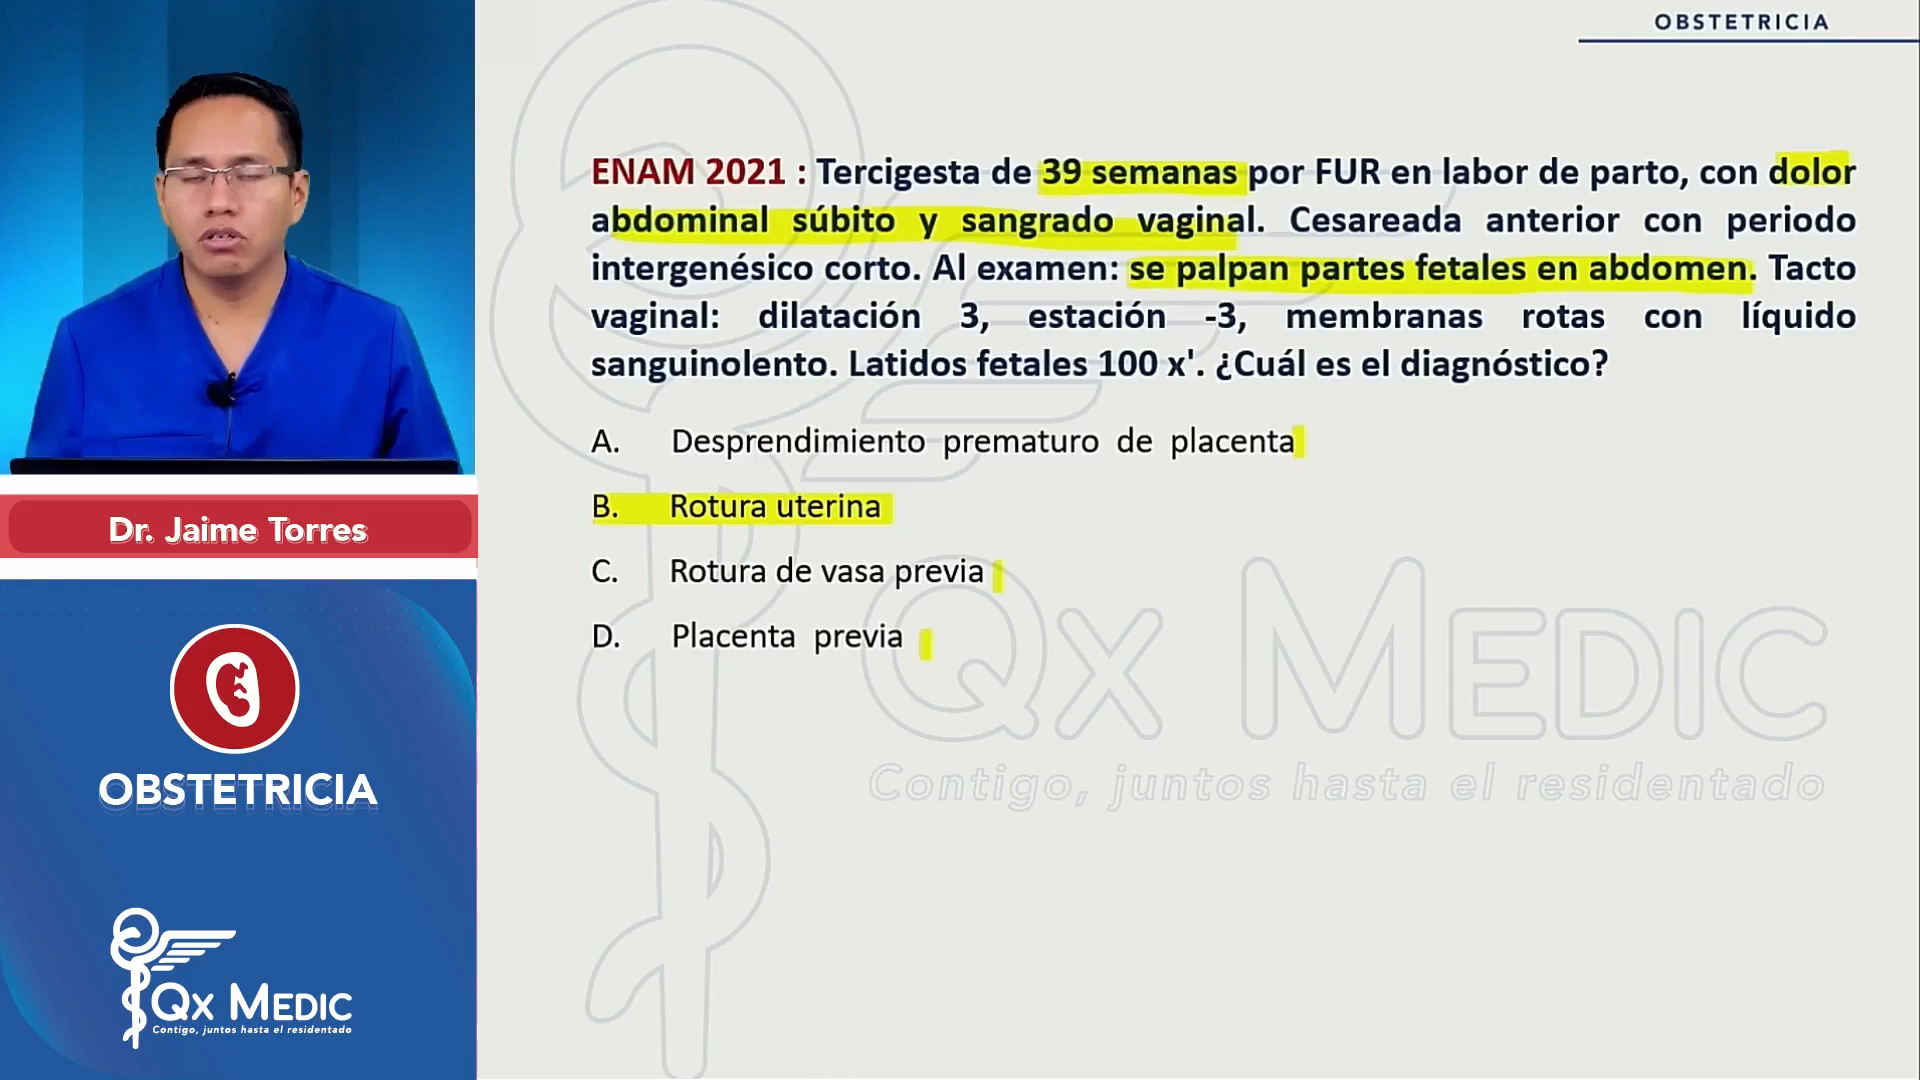 OBSTETRICIA
ENAM 2021 : Tercigesta de 39 semanas por FUR en labor de parto, con dolor
abdominal súbito y sangrado vaginal. Cesareada anterior con periodo
intergenésico corto. Al examen: se palpan partes fetales en abdomen. Tacto
vaginal: dilatación 3, estación -3, membranas rotas con líquido
sanguinolento. Latidos fetales 100 x'. ¿Cuál es el diagnóstico?
A. Desprendimiento prematuro de placenta
B. Rotura uterina
C. Rotura de vasa previa
D. Placenta previa
QX MEDIC
Contigo, juntos hasta el residentado
Dr. Jaime Torres
OBSTETRICIA
QX MEDIC
Contigo, juntos hasta el residentado